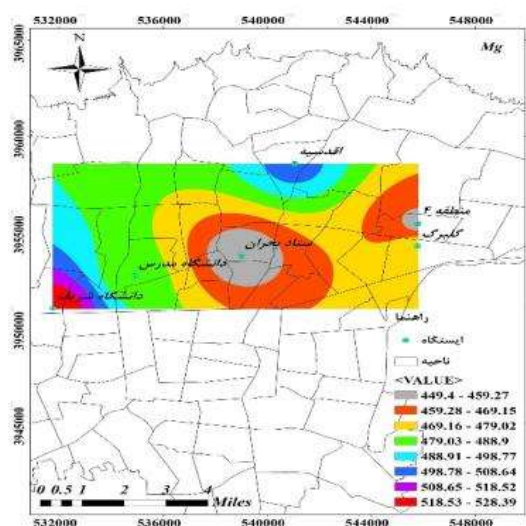 532000 536000 540000 544000 548000
Mg
N
3965000
3960000
3955000
3950000
3945000
اقدسیه
منطقه ۴
گلبرگ
ستاد بحران
دانشگاه مدرس
دانشگاه شریف
راهنما
ایستگاه
ناحیه
<VALUE>
449.4 - 459.27
459.28 - 469.15
469.16 - 479.02
479.03 - 488.9
488.91 - 498.77
498.78 - 508.64
508.65 - 518.52
518.53 - 528.39
0 0.5 1 2 3 4
Miles
532000 536000 540000 544000 548000